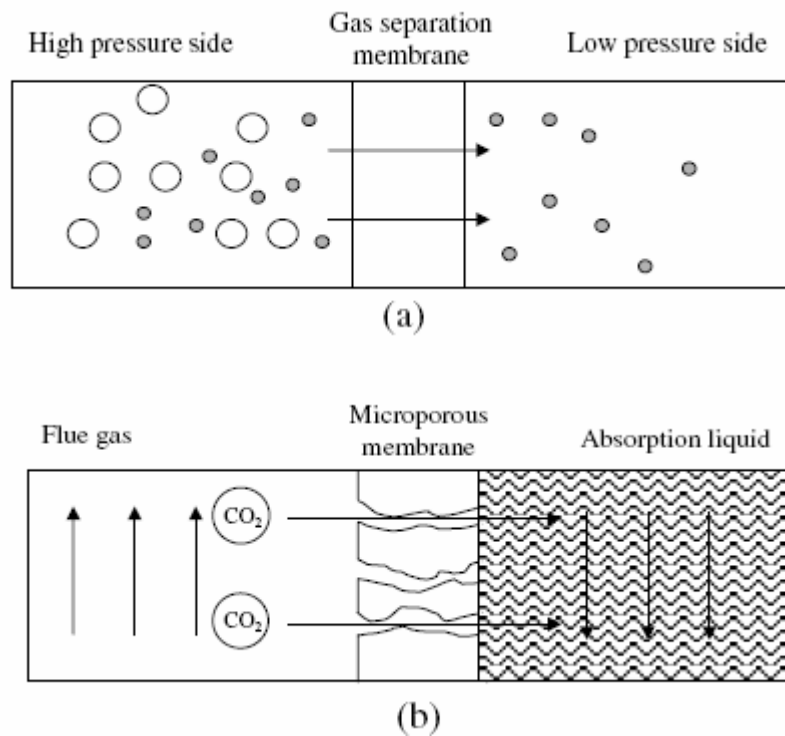 High pressure side
Gas separation
membrane
Low pressure side
(a)
Flue gas
Microporous
membrane
Absorption liquid
CO₂
CO₂
(b)